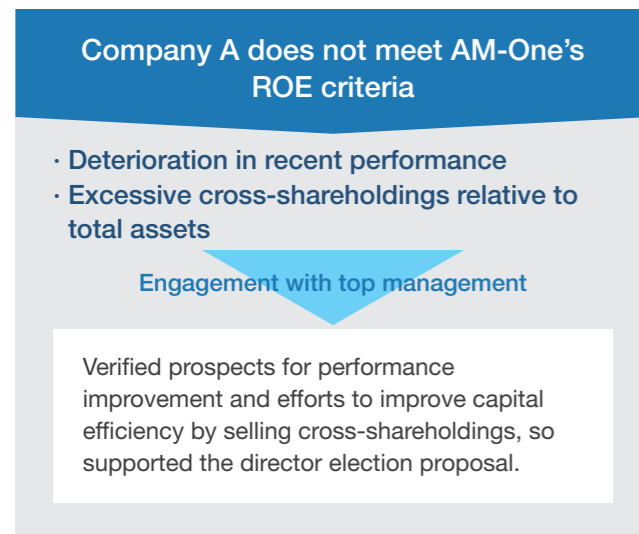 Company A does not meet AM-One's
ROE criteria
· Deterioration in recent performance
· Excessive cross-shareholdings relative to
total assets
Engagement with top management
Verified prospects for performance
improvement and efforts to improve capital
efficiency by selling cross-shareholdings, so
supported the director election proposal.